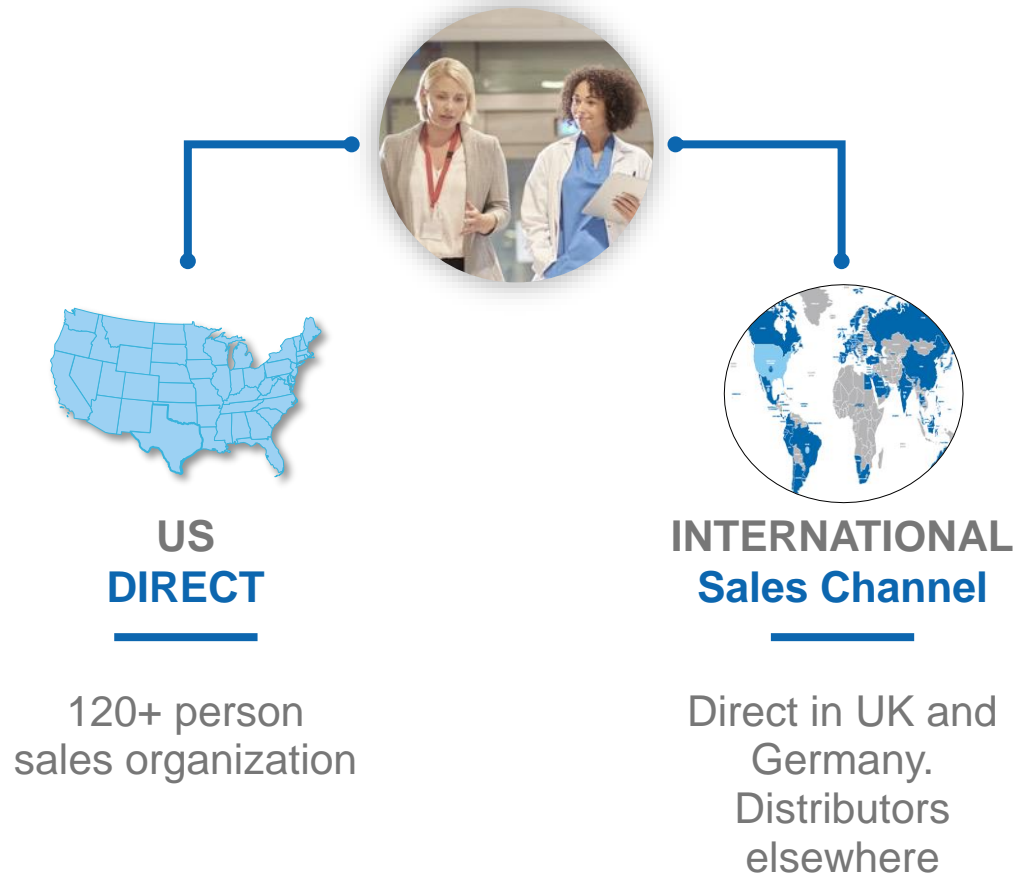 US
DIRECT
120+ person
sales organization
INTERNATIONAL
Sales Channel
Direct in UK and
Germany.
Distributors
elsewhere